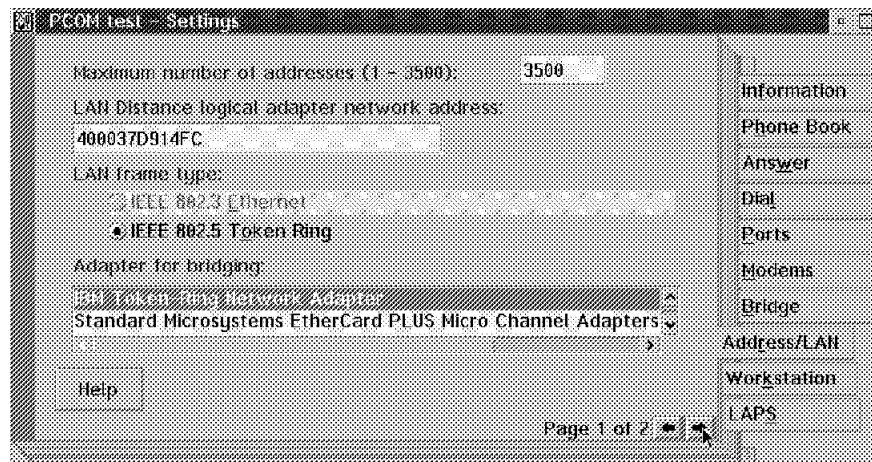 PCOM test - Settings
Maximum number of addresses (1 - 3500): 3500
LAN Distance logical adapter network address:
400037D914FC
LAN frame type:
IEEE 802.3 Ethernet
IEEE 802.5 Token Ring
Adapter for bridging:
IBM Token-Ring Network Adapter
Standard Microsystems EtherCard PLUS Micro Channel Adapters
Help
Page 1 of 2
Information
Phone Book
Answer
Dial
Ports
Modems
Bridge
Address/LAN
Workstation
LAPS